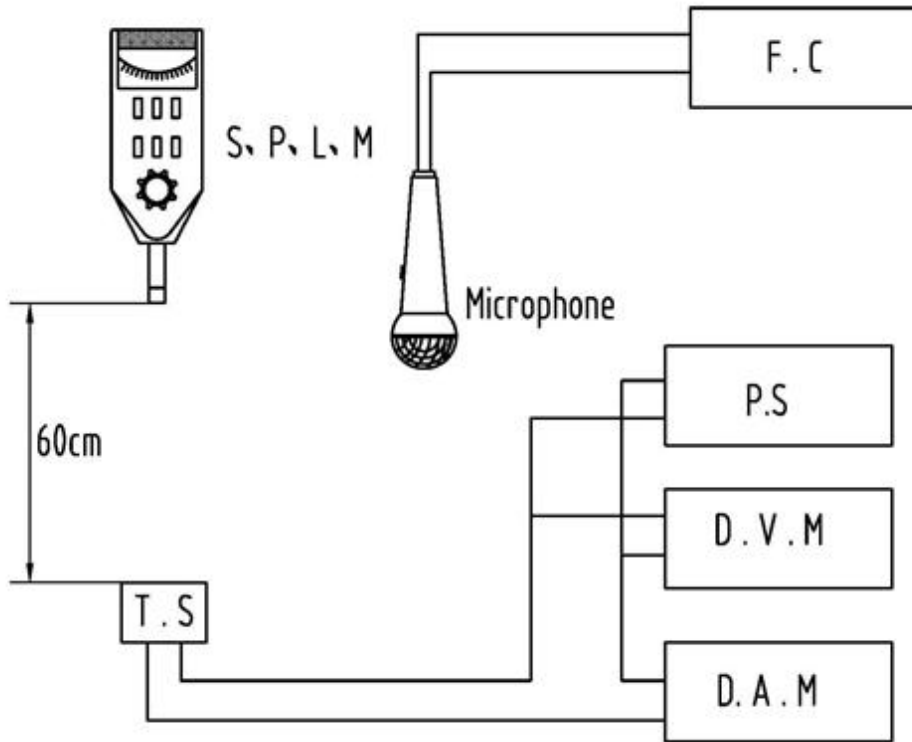 F.C
S、P、L、M
Microphone
P.S
60cm
D.V.M
T.S
D.A.M